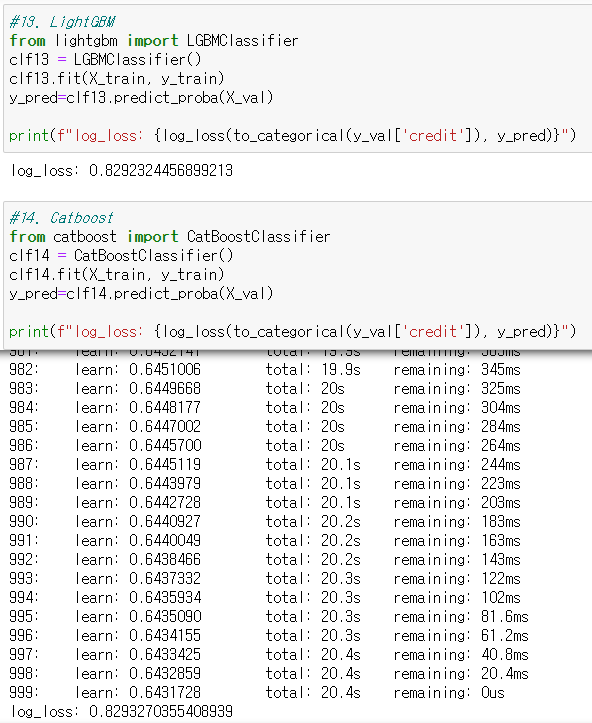 #13. LightGBM
from lightgbm import LGBMClassifier
clf13 = LGBMClassifier()
clf13.fit(X_train, y_train)
y_pred=clf13.predict_proba(X_val)
print(f"log_loss: {log_loss(to_categorical(y_val['credit']), y_pred)}")
log_loss: 0.8292324456899213
#14. Catboost
from catboost import CatBoostClassifier
clf14 = CatBoostClassifier()
clf14.fit(X_train, y_train)
y_pred=clf14.predict_proba(X_val)
print(f"log_loss: {log_loss(to_categorical(y_val['credit']), y_pred)}")
981: learn: 0.6452141 total: 19.9s remaining:
982: learn: 0.6451006 total: 19.9s remaining: 345ms
983: learn: 0.6449668 total: 20s remaining: 325ms
984: learn: 0.6448177 total: 20s remaining: 304ms
985: learn: 0.6447002 total: 20s remaining: 284ms
986: learn: 0.6445700 total: 20s remaining: 264ms
987: learn: 0.6445119 total: 20.1s remaining: 244ms
988: learn: 0.6443979 total: 20.1s remaining: 223ms
989: learn: 0.6442728 total: 20.1s remaining: 203ms
990: learn: 0.6440927 total: 20.2s remaining: 183ms
991: learn: 0.6440049 total: 20.2s remaining: 163ms
992: learn: 0.6438466 total: 20.2s remaining: 143ms
993: learn: 0.6437332 total: 20.3s remaining: 122ms
994: learn: 0.6435934 total: 20.3s remaining: 102ms
995: learn: 0.6435090 total: 20.3s remaining: 81.6ms
996: learn: 0.6434155 total: 20.3s remaining: 61.2ms
997: learn: 0.6433425 total: 20.4s remaining: 40.8ms
998: learn: 0.6432859 total: 20.4s remaining: 20.4ms
999: learn: 0.6431728 total: 20.4s remaining: 0us
log_loss: 0.8293270355408939